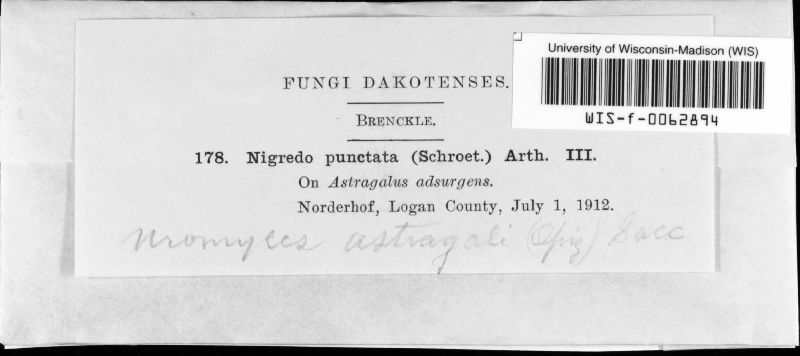 University of Wisconsin-Madison (WIS)
WIS-f-0062894
FUNGI DAKOTENSES.
BRENCKLE.
178. Nigredo punctata (Schroet.) Arth. III.
On Astragalus adsurgens.
Norderhof, Logan County, July 1, 1912.
Uromyces astragali (Opiz) Sacc.